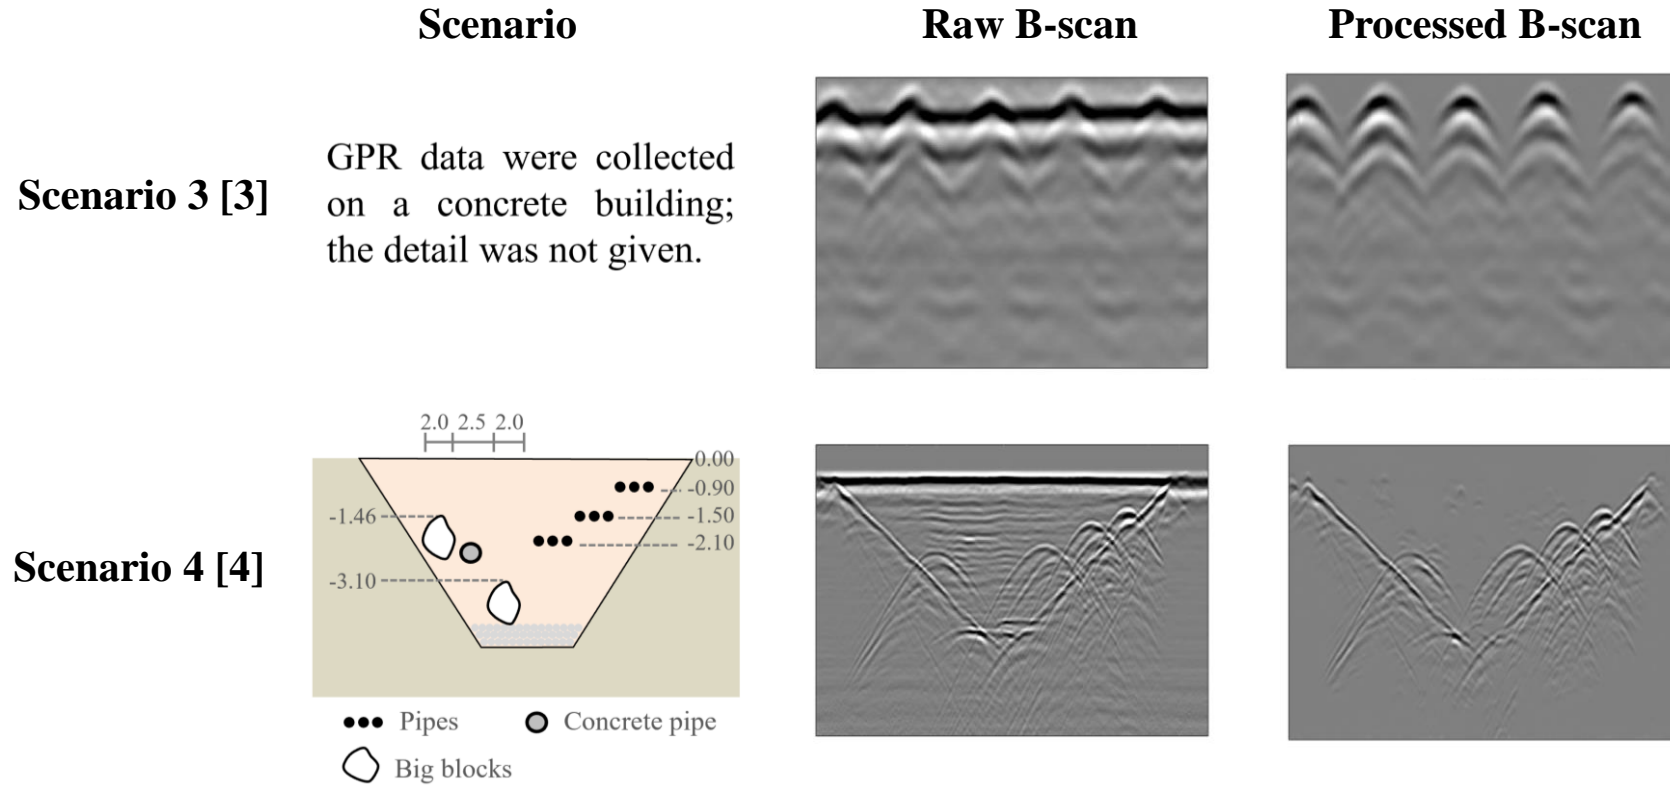 Scenario
Raw B-scan
Processed B-scan
Scenario 3 [3]
GPR data were collected
on a concrete building;
the detail was not given.
Scenario 4 [4]
2.0 2.5 2.0
0.00
-0.90
-1.46
-1.50
-2.10
-3.10
Pipes
Concrete pipe
Big blocks